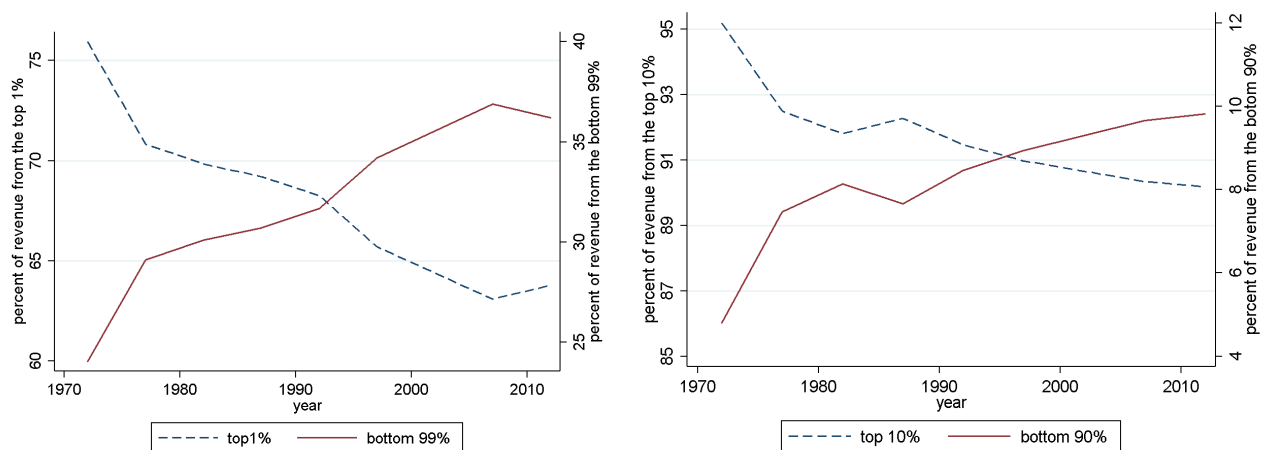 percent of revenue from the top 1%
75
70
65
60
40
35
30
25
percent of revenue from the bottom 99%
1970 1980 1990 2000 2010
year
top1% bottom 99%
percent of revenue from the top 10%
95
93
91
89
87
85
12
10
8
6
4
percent of revenue from the bottom 90%
1970 1980 1990 2000 2010
year
top 10% bottom 90%